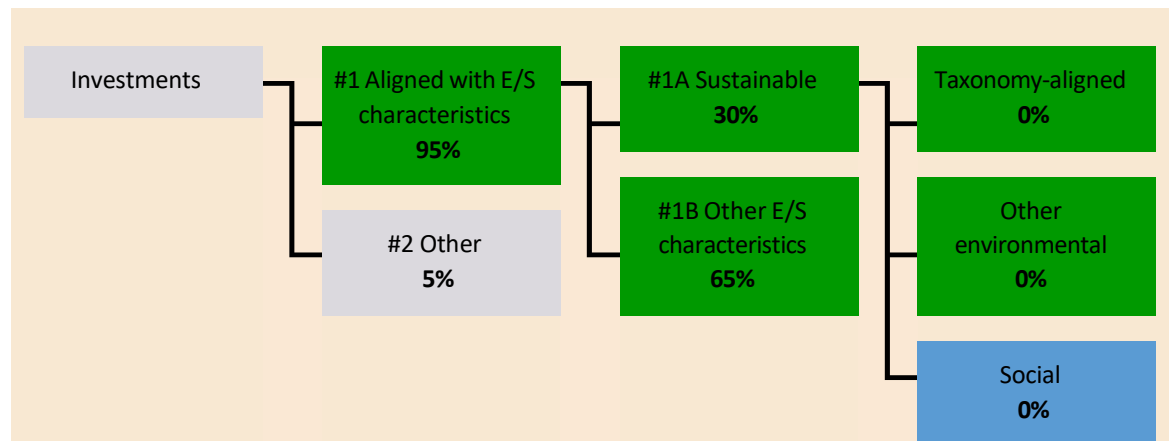 Investments
#1 Aligned with E/S
characteristics
95%
#2 Other
5%
#1A Sustainable
30%
#1B Other E/S
characteristics
65%
Taxonomy-aligned
0%
Other
environmental
0%
Social
0%